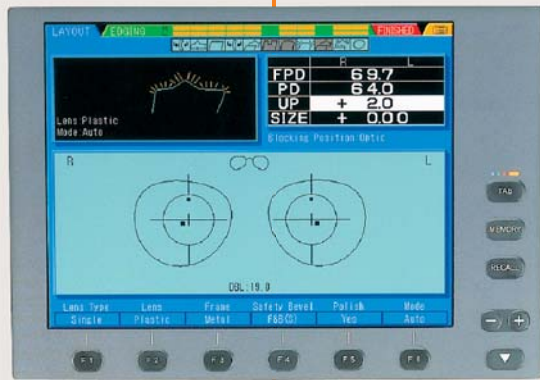 LAYOUT EDGING FINISHED
R L
FPD 69.7
PD 64.0
UP + 2.0
SIZE + 0.00
Lens Plastic
Mode Auto
Blocking Position Optic
R L
DBL:19.0
Lens Type Lens Frame Safety Bevel Polish Mode
Single Plastic Metal F&B(S) Yes Auto
TAB
MEMORY
RECALL
- / +
F1 F2 F3 F4 F5 F6